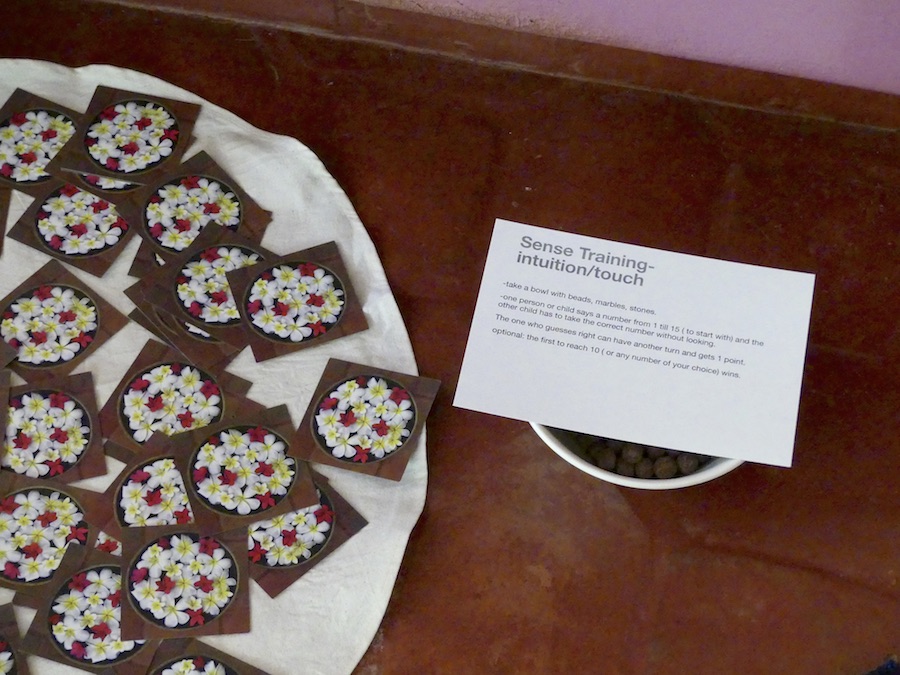 Sense Training-
intuition/touch
-take a bowl with beads, marbles, stones.
-one person or child says a number from 1 till 15 ( to start with) and the
other child has to take the correct number without looking.
The one who guesses right can have another turn and gets 1 point.
optional: the first to reach 10 ( or any number of your choice) wins.